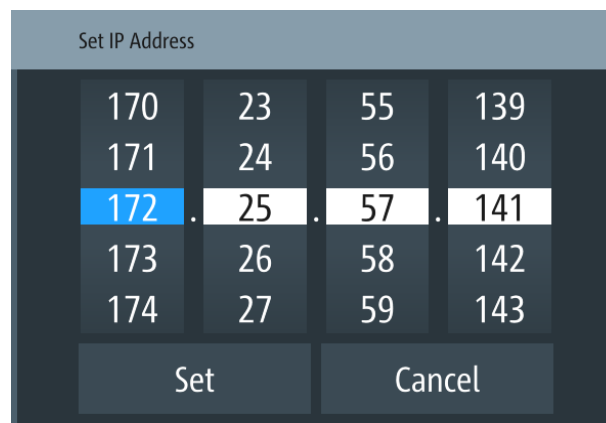 Set IP Address
170 23 55 139
171 24 56 140
172 . 25 . 57 . 141
173 26 58 142
174 27 59 143
Set Cancel